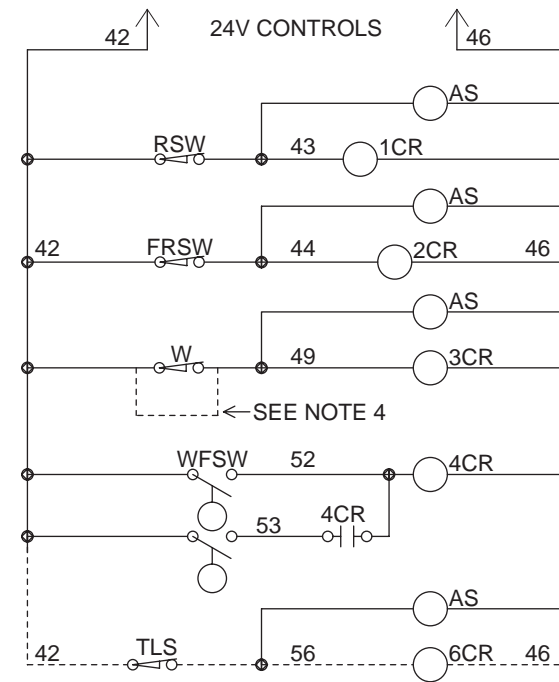 42 24V CONTROLS 46
AS
RSW 43 1CR
AS
42 FRSW 44 2CR 46
AS
W 49 3CR
SEE NOTE 4
WFSW 52 4CR
53 4CR
AS
42 TLS 56 6CR 46